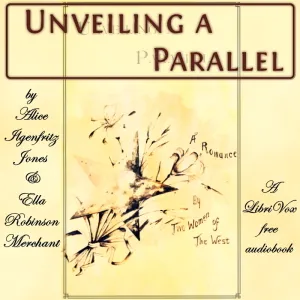 UNVEILING A
PARALLEL
by
Alice
Ilgenfritz
Jones
&
Ella
Robinson
Merchant
A Romance
By
Two Women of
The West
A
LibriVox
free
audiobook